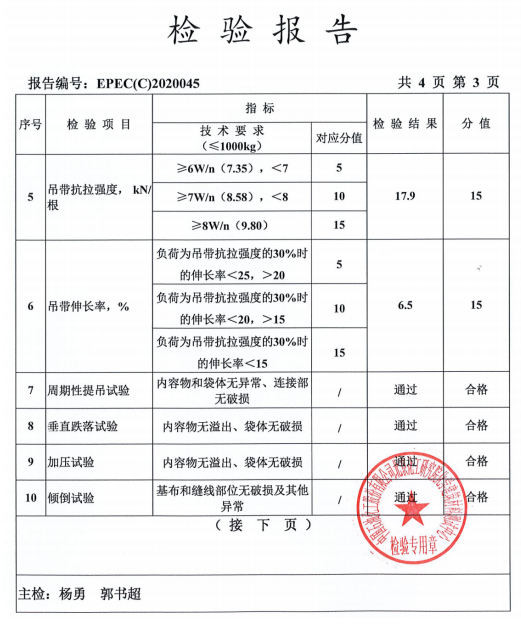 检 验 报 告
报告编号：EPEC(C)2020045 共 4 页 第 3 页
序号 检 验 项 目 指 标 检 验 结 果 分 值
技 术 要 求 对应分值
（≤1000kg）
5 吊带抗拉强度， kN/根 17.9 15
≥6W/n（7.35），＜7 5
≥7W/n（8.58），＜8 10
≥8W/n（9.80） 15
6 吊带伸长率，% 6.5 15
负荷为吊带抗拉强度的30%时
的伸长率＜25，＞20 5
负荷为吊带抗拉强度的30%时
的伸长率＜20，＞15 10
负荷为吊带抗拉强度的30%时
的伸长率＜15 15
7 周期性提吊试验 内容物和袋体无异常、连接部
无破损 / 通过 合格
8 垂直跌落试验 内容物无溢出、袋体无破损 / 通过 合格
9 加压试验 内容物无溢出、袋体无破损 / 通过 合格
10 倾倒试验 基布和缝线部位无破损及其他
异常 / 通过 合格
（接 下 页）
检验专用章
主检：杨勇 郭书超